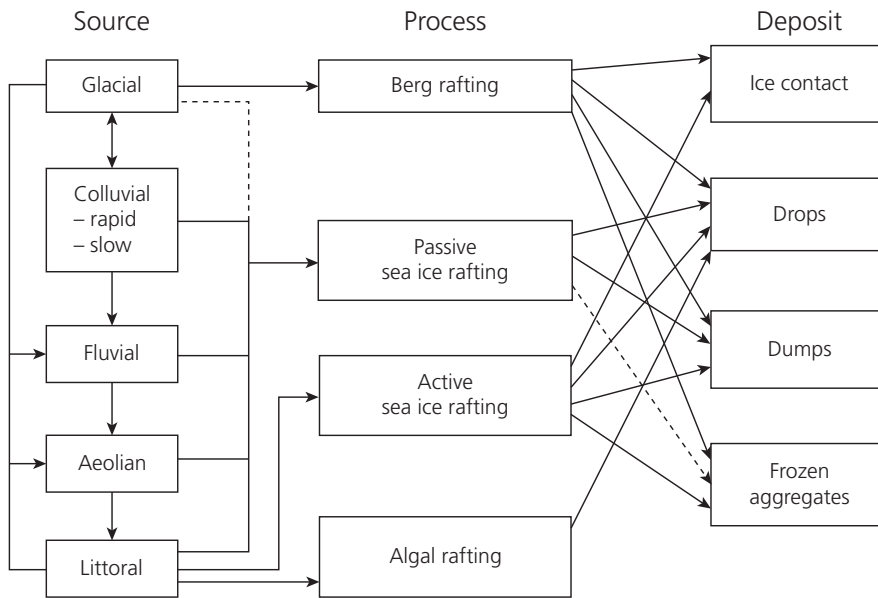 Source
Process
Deposit
Glacial
Berg rafting
Ice contact
Colluvial
– rapid
– slow
Passive
sea ice rafting
Drops
Fluvial
Active
sea ice rafting
Dumps
Aeolian
Frozen
aggregates
Littoral
Algal rafting